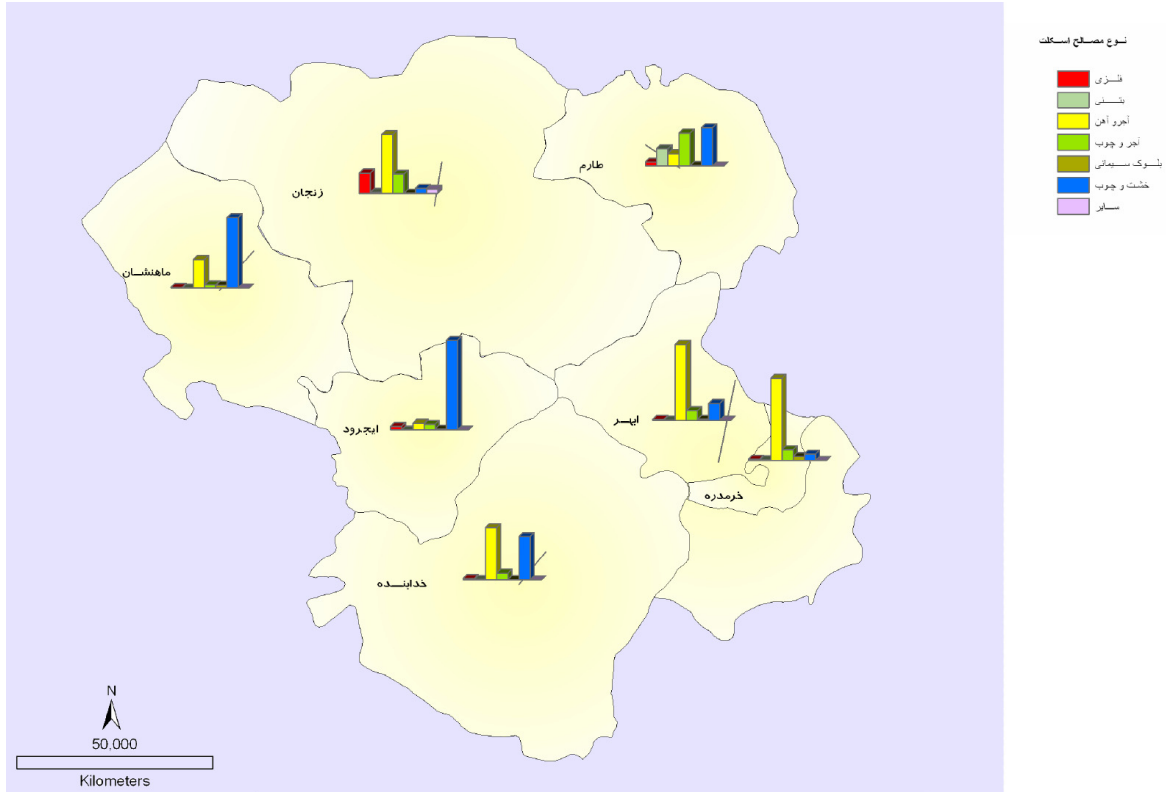 نوع مصالح اسکلت
فلزی
بتنی
آجرو آهن
آجر و چوب
بلوک سیمانی
خشت و چوب
سایر
طارم
زنجان
ماهنشان
ابهر
ایجرود
خرمدره
خدابنده
N
50,000
Kilometers